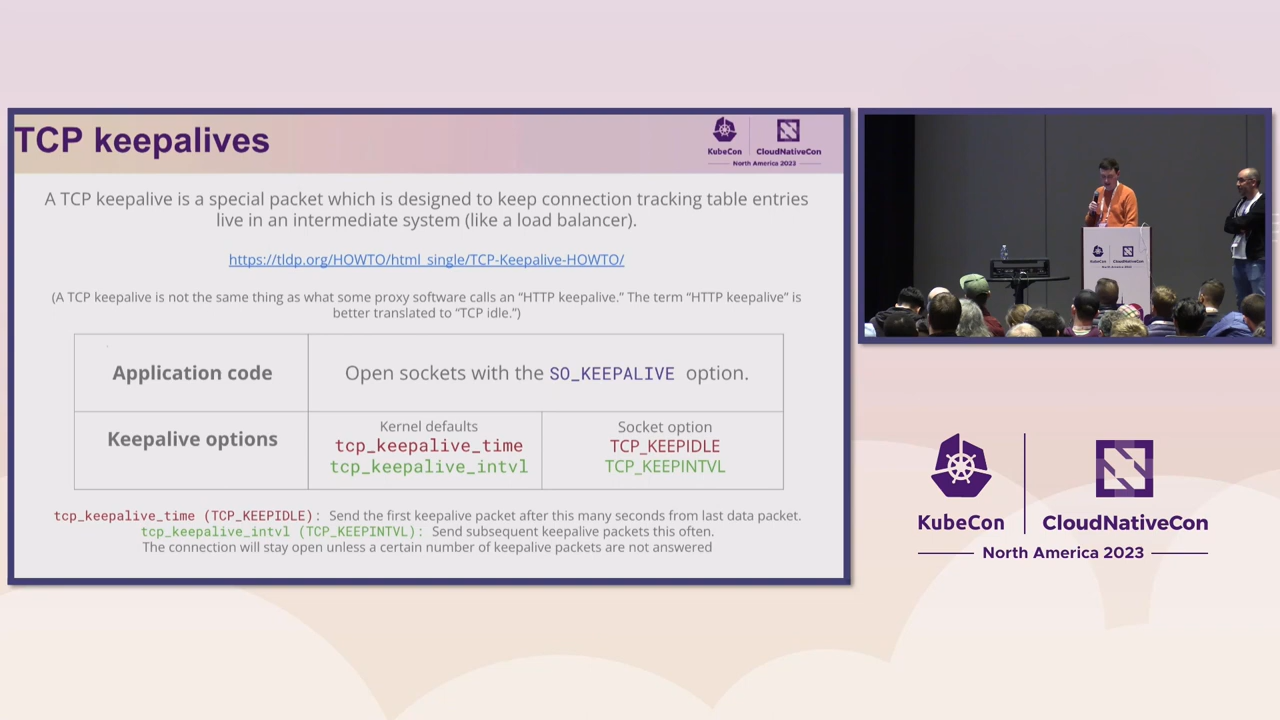 TCP keepalives
KubeCon
CloudNativeCon
North America 2023
A TCP keepalive is a special packet which is designed to keep connection tracking table entries
live in an intermediate system (like a load balancer).
https://tldp.org/HOWTO/html_single/TCP-Keepalive-HOWTO/
(A TCP keepalive is not the same thing as what some proxy software calls an “HTTP keepalive.” The term “HTTP keepalive” is
better translated to “TCP idle.”)
Application code
Open sockets with the SO_KEEPALIVE option.
Keepalive options
Kernel defaults
tcp_keepalive_time
tcp_keepalive_intvl
Socket option
TCP_KEEPIDLE
TCP_KEEPINTVL
tcp_keepalive_time (TCP_KEEPIDLE): Send the first keepalive packet after this many seconds from last data packet.
tcp_keepalive_intvl (TCP_KEEPINTVL): Send subsequent keepalive packets this often.
The connection will stay open unless a certain number of keepalive packets are not answered
KubeCon
CloudNativeCon
North America 2023
KubeCon
CloudNativeCon
North America 2023